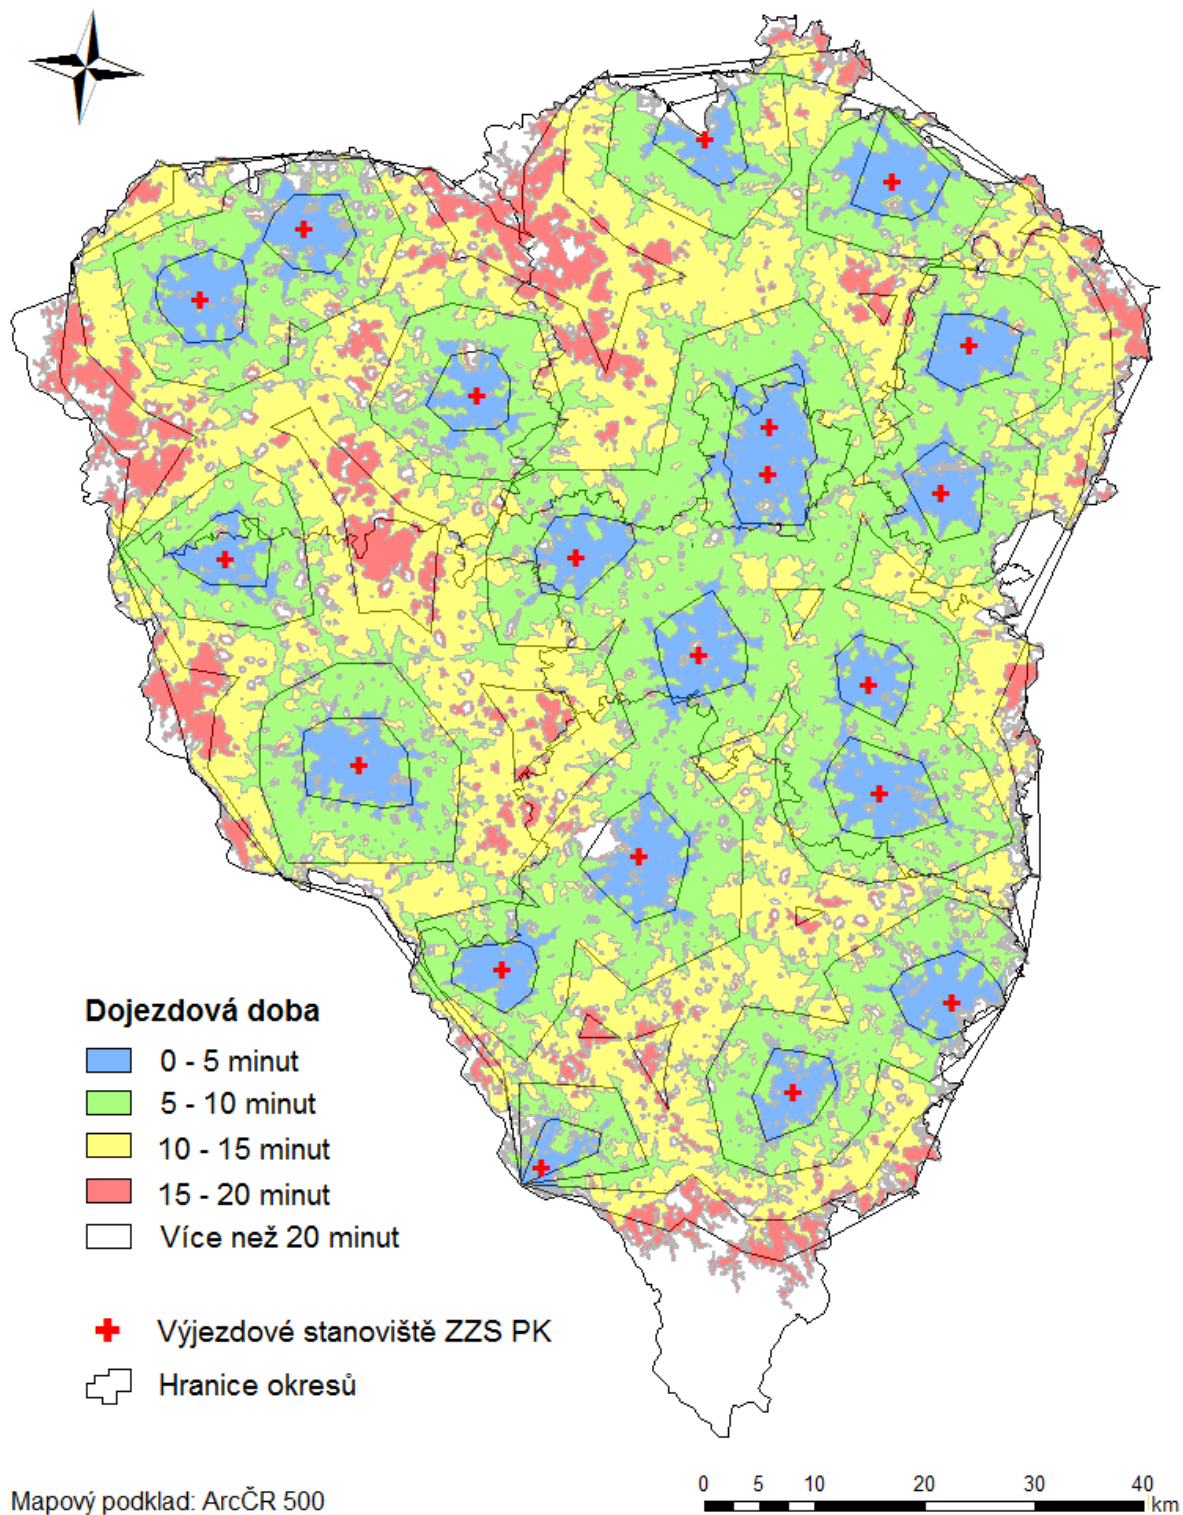 Dojezdová doba
0 - 5 minut
5 - 10 minut
10 - 15 minut
15 - 20 minut
Více než 20 minut
Výjezdové stanoviště ZZS PK
Hranice okresů
Mapový podklad: ArcČR 500
0 5 10 20 30 40
km